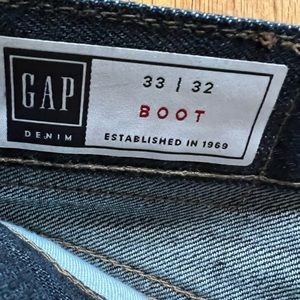 GAP
DENIM
33 | 32
BOOT
ESTABLISHED IN 1969